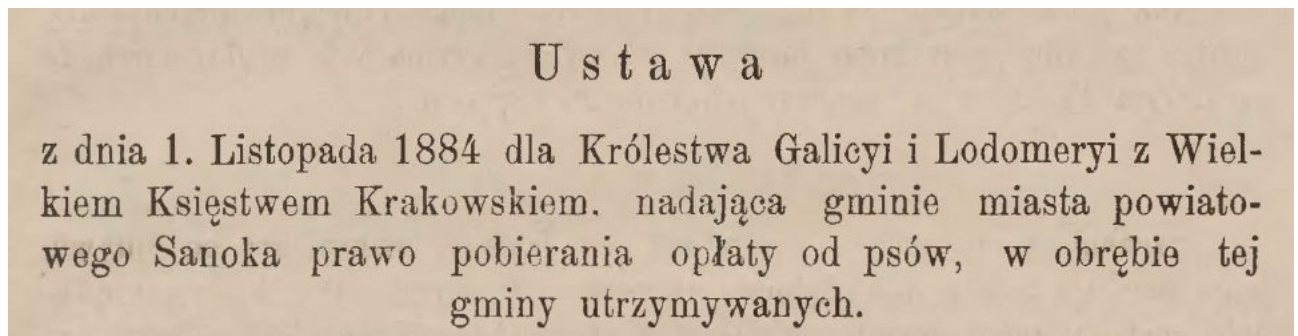 Ustawa
z dnia 1. Listopada 1884 dla Królestwa Galicyi i Lodomeryi z Wiel-
kiem Księstwem Krakowskiem. nadająca gminie miasta powiato-
wego Sanoka prawo pobierania opłaty od psów, w obrębie tej
gminy utrzymywanych.